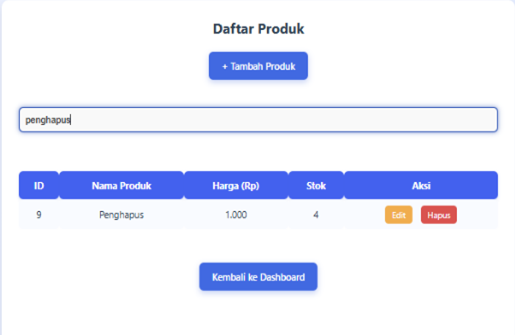 Daftar Produk
+ Tambah Produk
penghapus
ID Nama Produk Harga (Rp) Stok Aksi
9 Penghapus 1.000 4 Edit Hapus
Kembali ke Dashboard